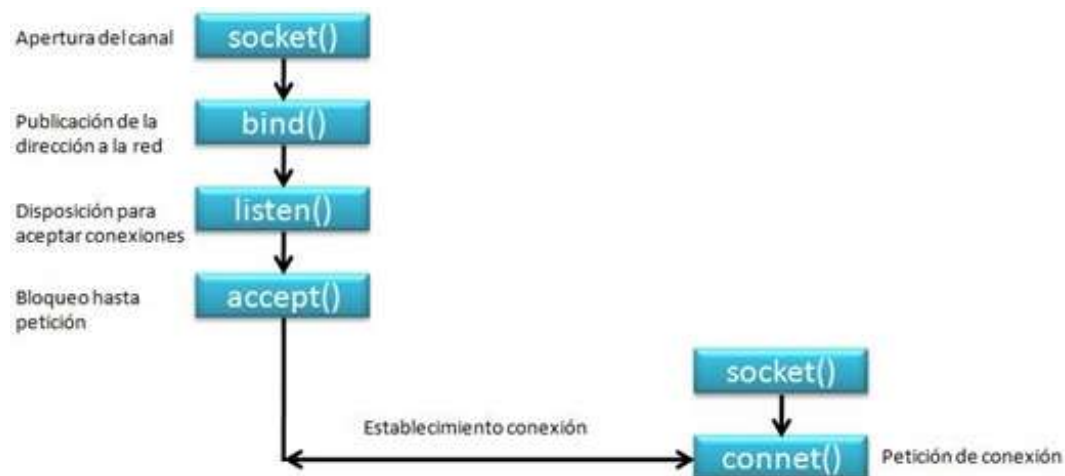 Apertura del canal
socket()
Publicación de la
dirección a la red
bind()
Disposición para
aceptar conexiones
listen()
Bloqueo hasta
petición
accept()
socket()
Establecimiento conexión
connet()
Petición de conexión